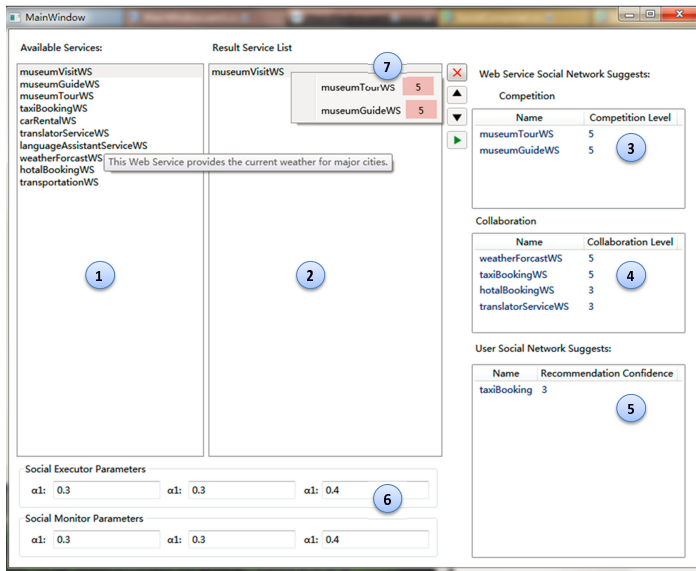 MainWindow
Available Services:
museumVisitWS
museumGuideWS
museumTourWS
taxiBookingWS
carRentalWS
translatorServiceWS
languageAssistantServiceWS
weatherForcastWS
hotalBookingWS
transportationWS
This Web Service provides the current weather for major cities.
1
Result Service List
museumVisitWS
7
museumTourWS 5
museumGuideWS 5
2
Web Service Social Network Suggests:
Competition
Name Competition Level
museumTourWS 5
museumGuideWS 5
3
Collaboration
Name Collaboration Level
weatherForcastWS 5
taxiBookingWS 5
hotalBookingWS 3
translatorServiceWS 3
4
User Social Network Suggests:
Name Recommendation Confidence
taxiBooking 3
5
Social Executor Parameters
α1: 0.3 α1: 0.3 α1: 0.4
6
Social Monitor Parameters
α1: 0.3 α1: 0.3 α1: 0.4